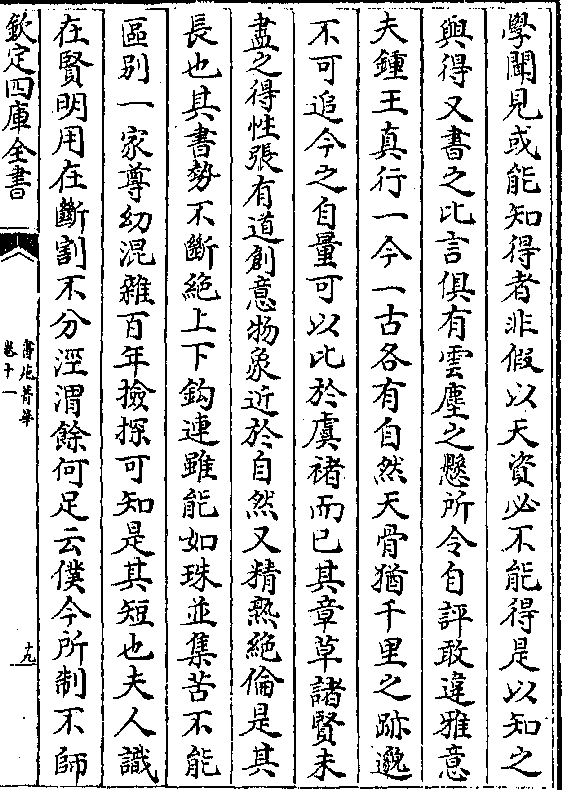 學聞見或能知得者非假以天資必不能得是以知之
與得又書之比言俱有雲塵之懸所令自評敢違雅意
夫鍾王真行一今一古各有自然天骨猶千里之跡邈
不可追今之自量可以比於虞褚而已其章草諸賢未
盡之得性張有道創意物象近於自然又精熟絕倫是其
長也其書勢不斷絕上下鈎連雖能如珠並集苦不能
區别一家尊幼混雜百年撿探可知是其短也夫人識
在賢明用在斷割不分涇渭餘何足云僕今所制不師
欽定四庫全書
書苑菁華
卷十一
十九